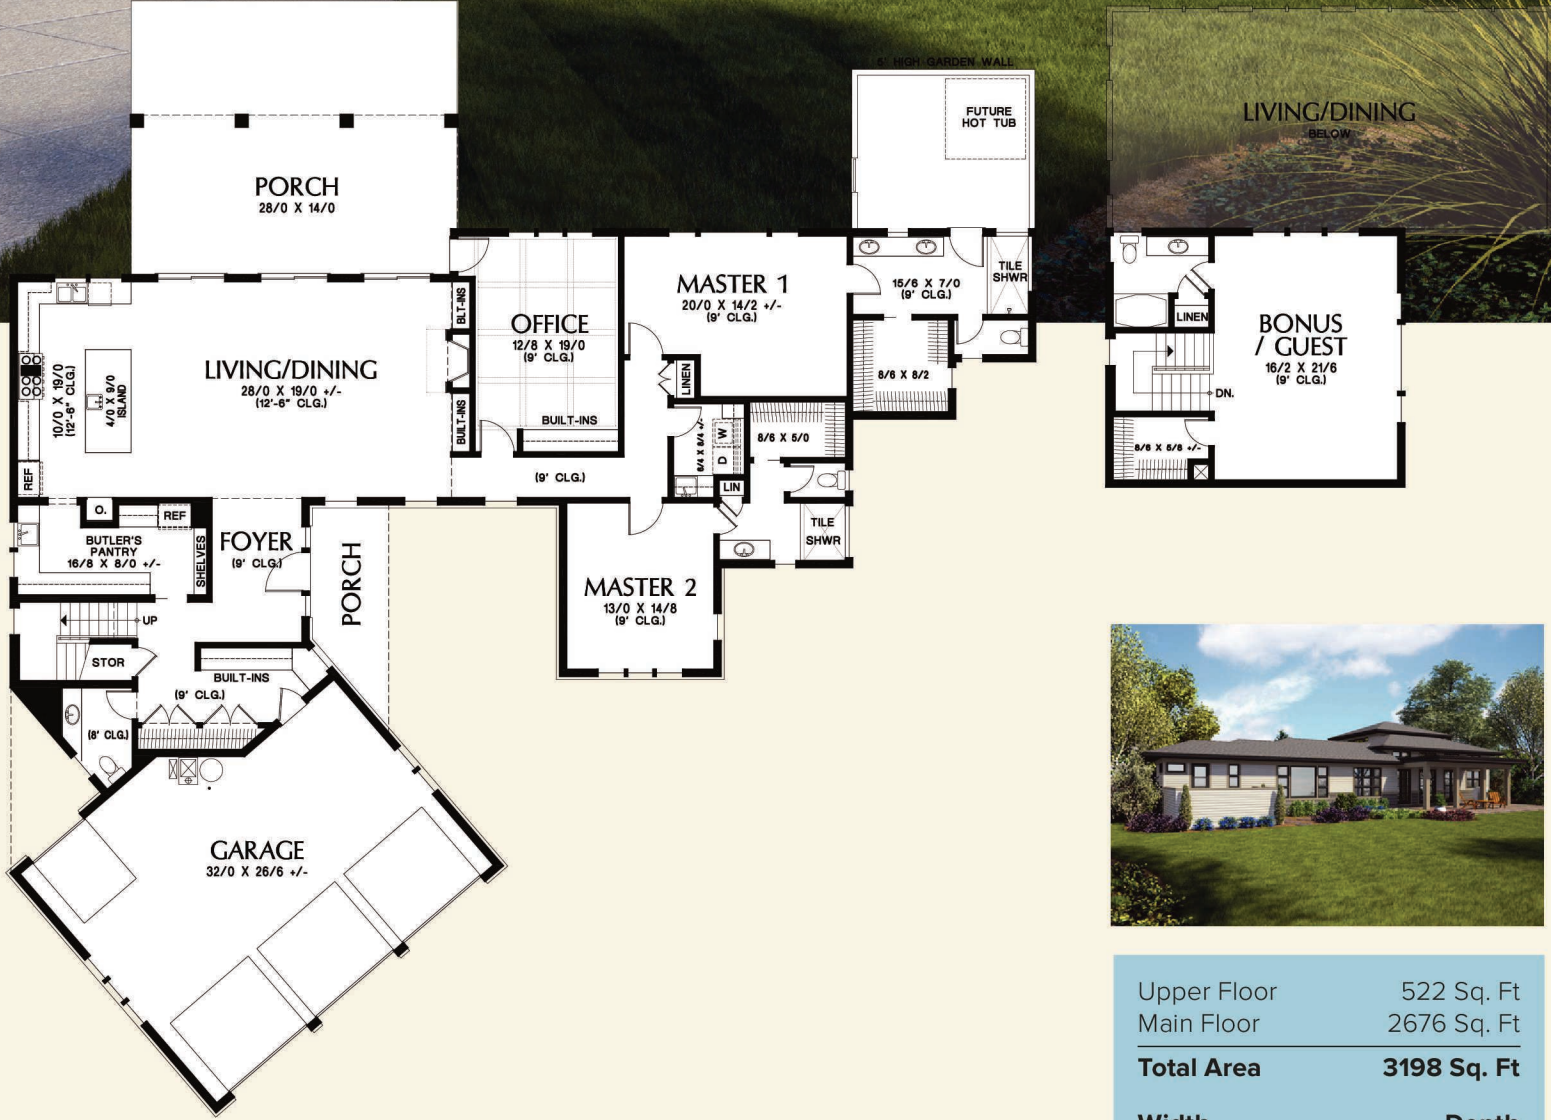 6' HIGH GARDEN WALL
FUTURE
HOT TUB
LIVING/DINING
BELOW
PORCH
28/0 X 14/0
MASTER 1
20/0 X 14/2 +/-
(9' CLG.)
15/6 X 7/0
(9' CLG.)
TILE
SHWR
OFFICE
12/8 X 19/0
(9' CLG.)
BLT-INS
LINEN
BONUS
/ GUEST
16/2 X 21/6
(9' CLG.)
LIVING/DINING
28/0 X 19/0 +/-
(12'-6" CLG.)
10/0 X 19/0
(12'-6" CLG.)
4/0 X 9/0
ISLAND
BUILT-INS
BUILT-INS
LINEN
8/6 X 8/2
DN.
6/4 X 8/4 +/-
W
D
8/6 X 5/0
8/6 X 5/8 +/-
REF
(9' CLG.)
LIN
O.
REF
BUTLER'S
PANTRY
16/8 X 8/0 +/-
SHELVES
FOYER
(9' CLG.)
PORCH
TILE
SHWR
MASTER 2
13/0 X 14/8
(9' CLG.)
UP
STOR
BUILT-INS
(9' CLG.)
(8' CLG.)
GARAGE
32/0 X 26/6 +/-
Upper Floor 522 Sq. Ft
Main Floor 2676 Sq. Ft
Total Area 3198 Sq. Ft
Width Depth